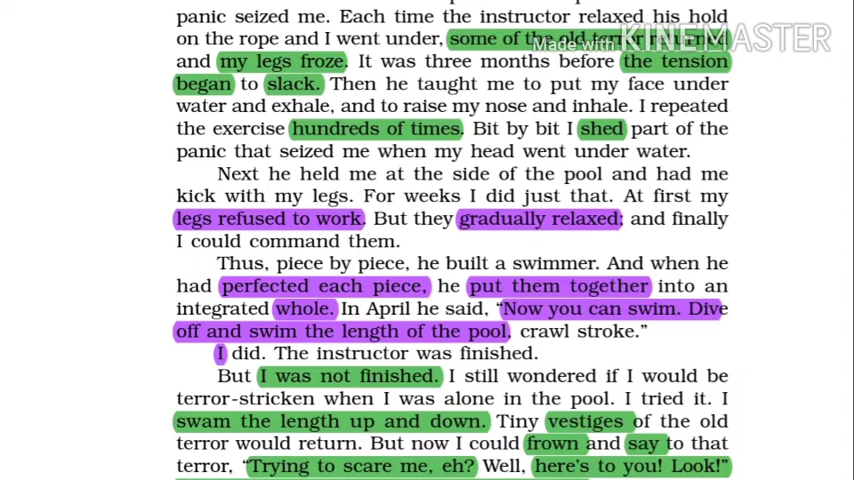 panic seized me. Each time the instructor relaxed his hold
on the rope and I went under, some of the old terror returned
and my legs froze. It was three months before the tension
began to slack. Then he taught me to put my face under
water and exhale, and to raise my nose and inhale. I repeated
the exercise hundreds of times. Bit by bit I shed part of the
panic that seized me when my head went under water.
Next he held me at the side of the pool and had me
kick with my legs. For weeks I did just that. At first my
legs refused to work. But they gradually relaxed; and finally
I could command them.
Thus, piece by piece, he built a swimmer. And when he
had perfected each piece, he put them together into an
integrated whole. In April he said, “Now you can swim. Dive
off and swim the length of the pool, crawl stroke.”
I did. The instructor was finished.
But I was not finished. I still wondered if I would be
terror-stricken when I was alone in the pool. I tried it. I
swam the length up and down. Tiny vestiges of the old
terror would return. But now I could frown and say to that
terror, “Trying to scare me, eh? Well, here’s to you! Look!”
Made with KINEMASTER